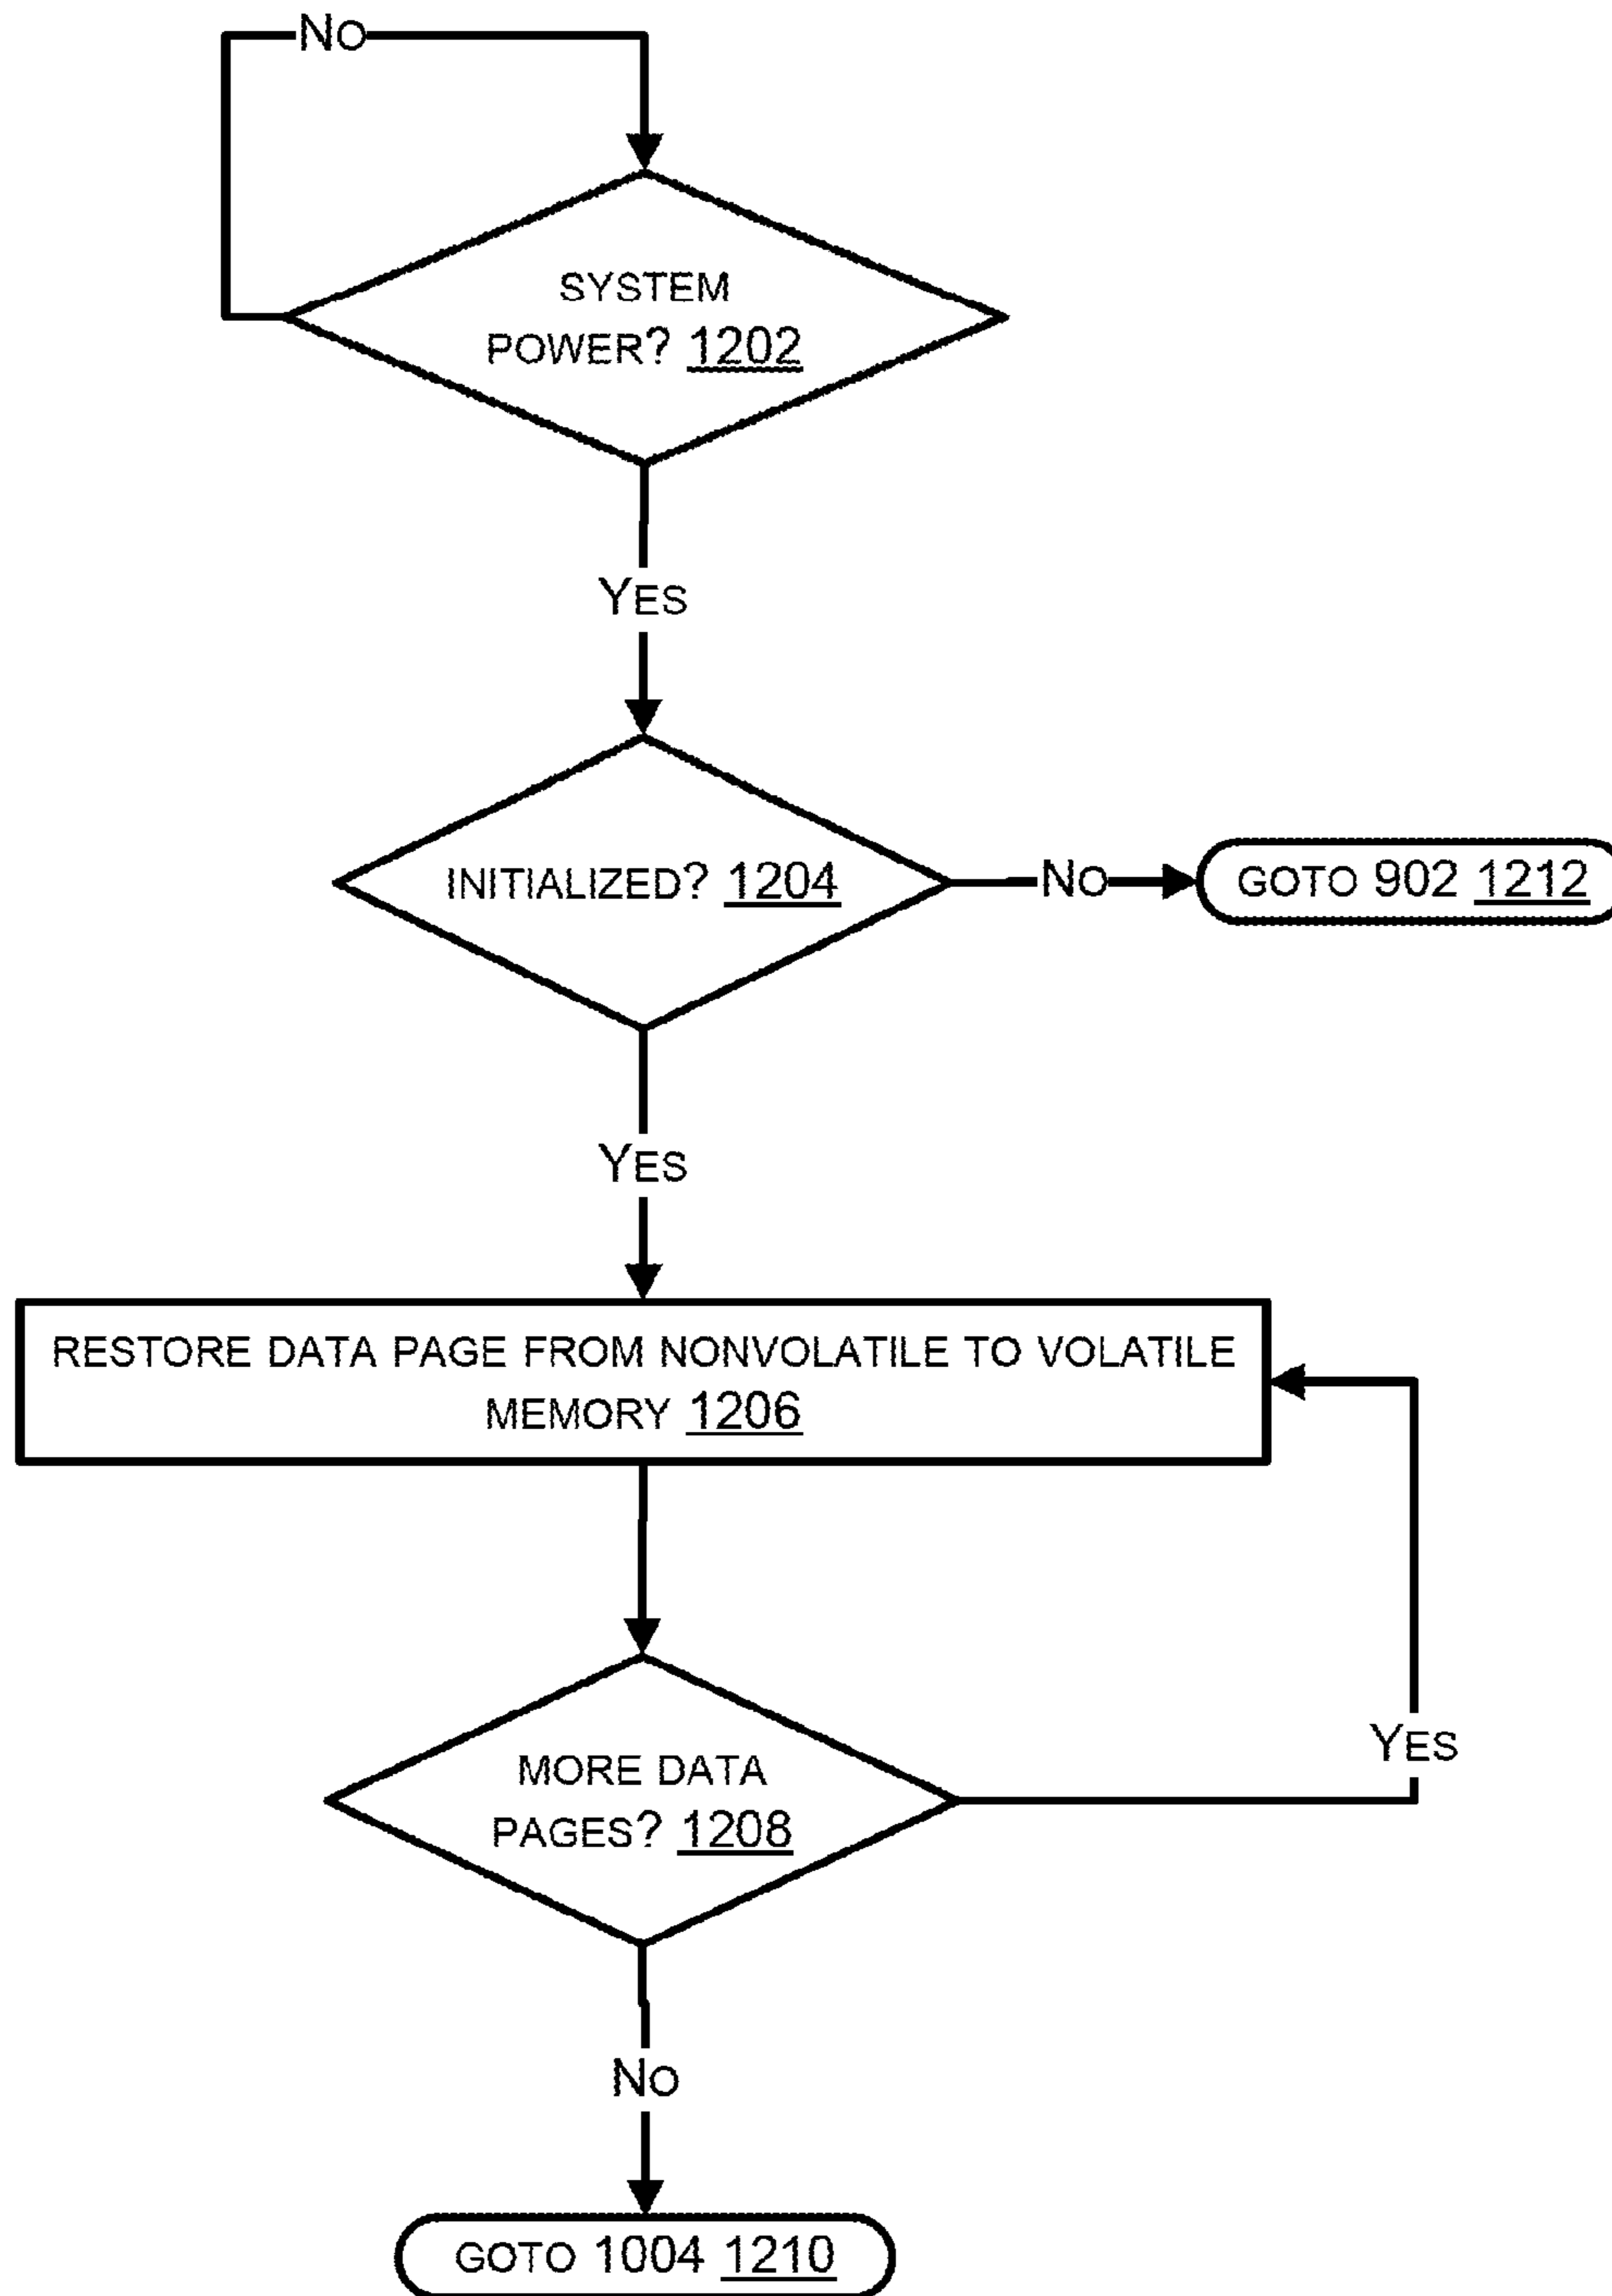 NO
SYSTEM
POWER? 1202
YES
INITIALIZED? 1204
NO
GOTO 902 1212
YES
RESTORE DATA PAGE FROM NONVOLATILE TO VOLATILE
MEMORY 1206
MORE DATA
PAGES? 1208
YES
NO
GOTO 1004 1210